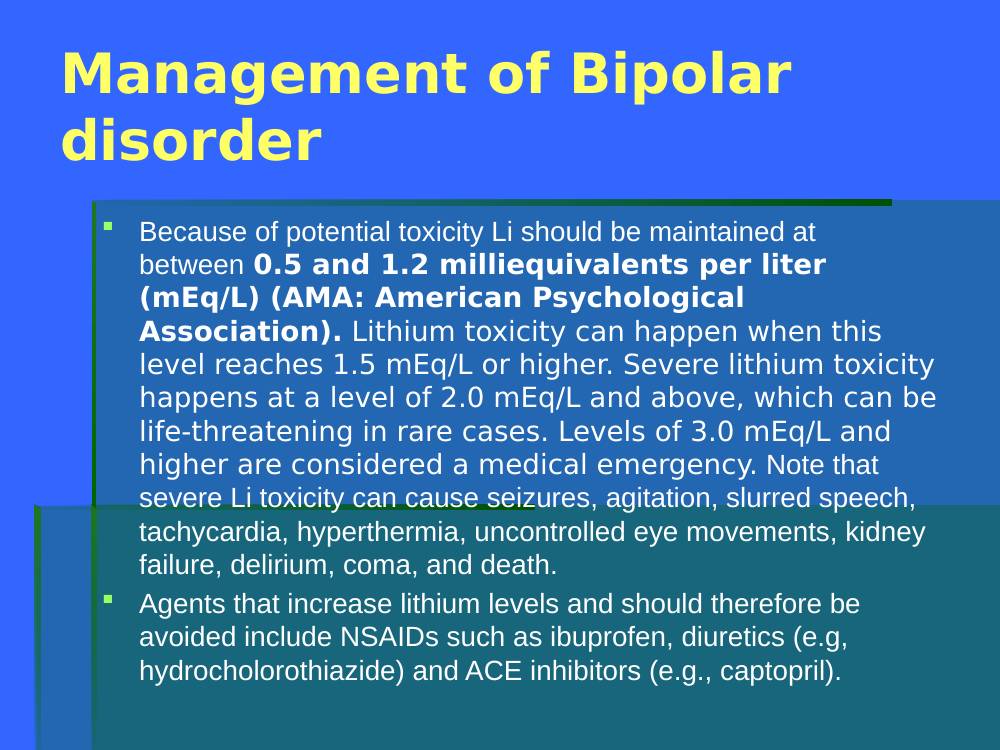 Management of Bipolar
disorder
Because of potential toxicity Li should be maintained at
between 0.5 and 1.2 milliequivalents per liter
(mEq/L) (AMA: American Psychological
Association). Lithium toxicity can happen when this
level reaches 1.5 mEq/L or higher. Severe lithium toxicity
happens at a level of 2.0 mEq/L and above, which can be
life-threatening in rare cases. Levels of 3.0 mEq/L and
higher are considered a medical emergency. Note that
severe Li toxicity can cause seizures, agitation, slurred speech,
tachycardia, hyperthermia, uncontrolled eye movements, kidney
failure, delirium, coma, and death.
Agents that increase lithium levels and should therefore be
avoided include NSAIDs such as ibuprofen, diuretics (e.g,
hydrocholorothiazide) and ACE inhibitors (e.g., captopril).